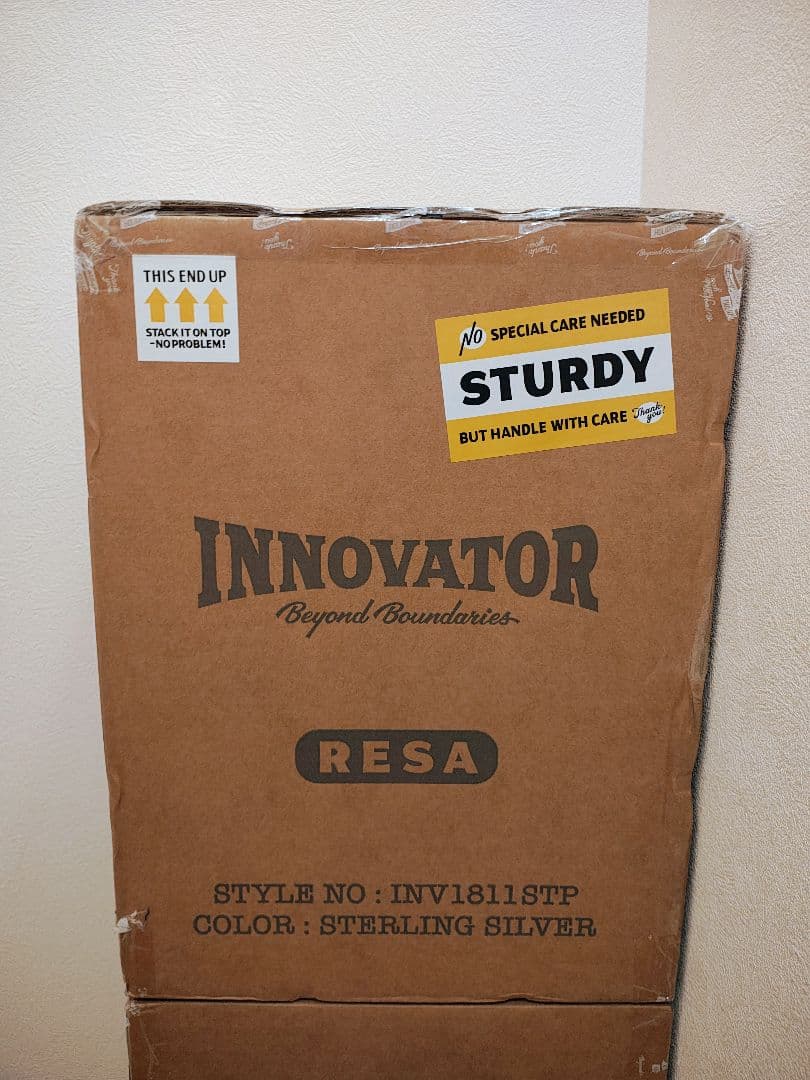 THIS END UP
STACK IT ON TOP
-NO PROBLEM!
No SPECIAL CARE NEEDED
STURDY
BUT HANDLE WITH CARE Thank you!
INNOVATOR
Beyond Boundaries
RESA
STYLE NO : INV1811STP
COLOR : STERLING SILVER